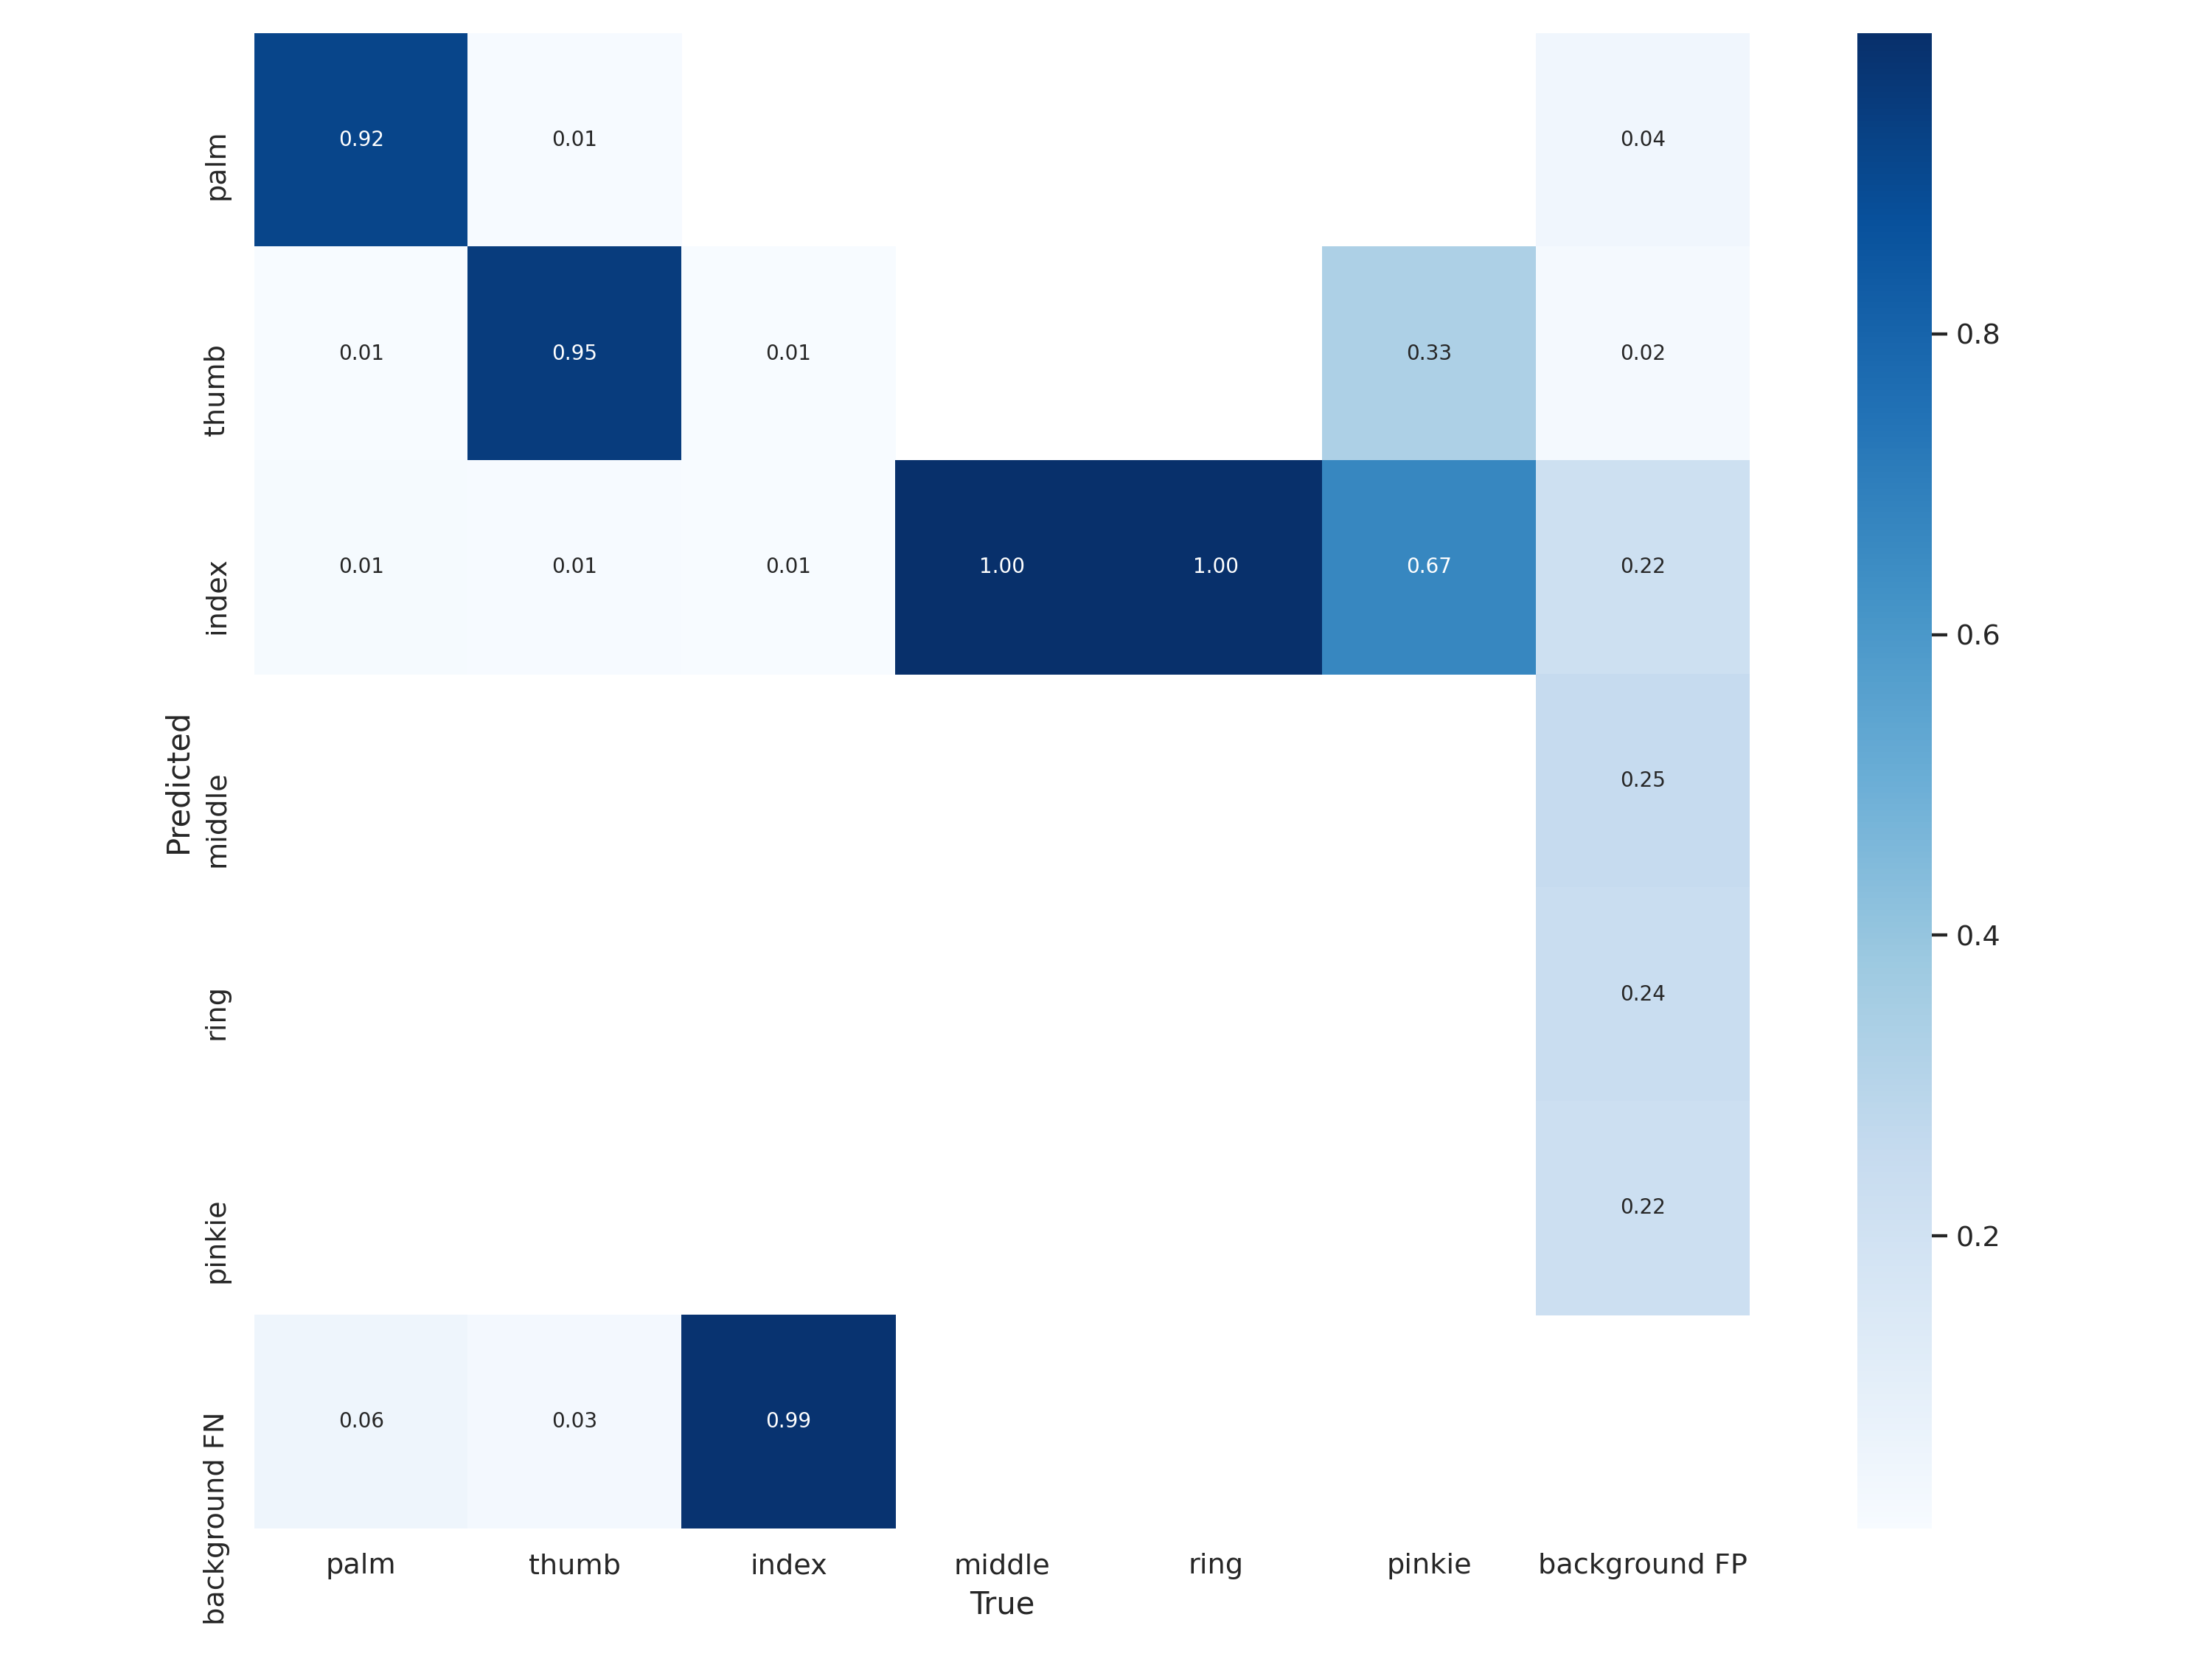 palm
0.92
0.01
0.04
thumb
0.01
0.95
0.01
0.33
0.02
0.8
index
0.01
0.01
0.01
1.00
1.00
0.67
0.22
0.6
Predicted
middle
0.25
0.4
ring
0.24
pinkie
0.22
0.2
background FN
0.06
0.03
0.99
palm
thumb
index
middle
ring
pinkie
background FP
True